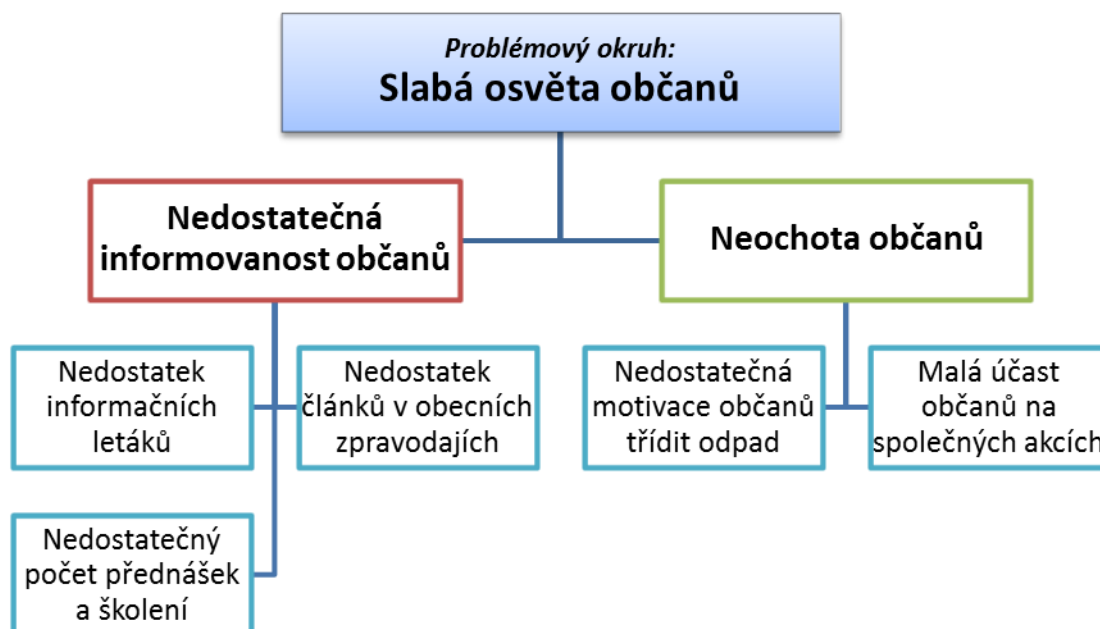 Problémový okruh:
Slabá osvěta občanů
Nedostatečná
informovanost občanů
Neochota občanů
Nedostatek
informačních
letáků
Nedostatek
článků v obecních
zpravodajích
Nedostatečná
motivace občanů
třídit odpad
Malá účast
občanů na
společných akcích
Nedostatečný
počet přednášek
a školení